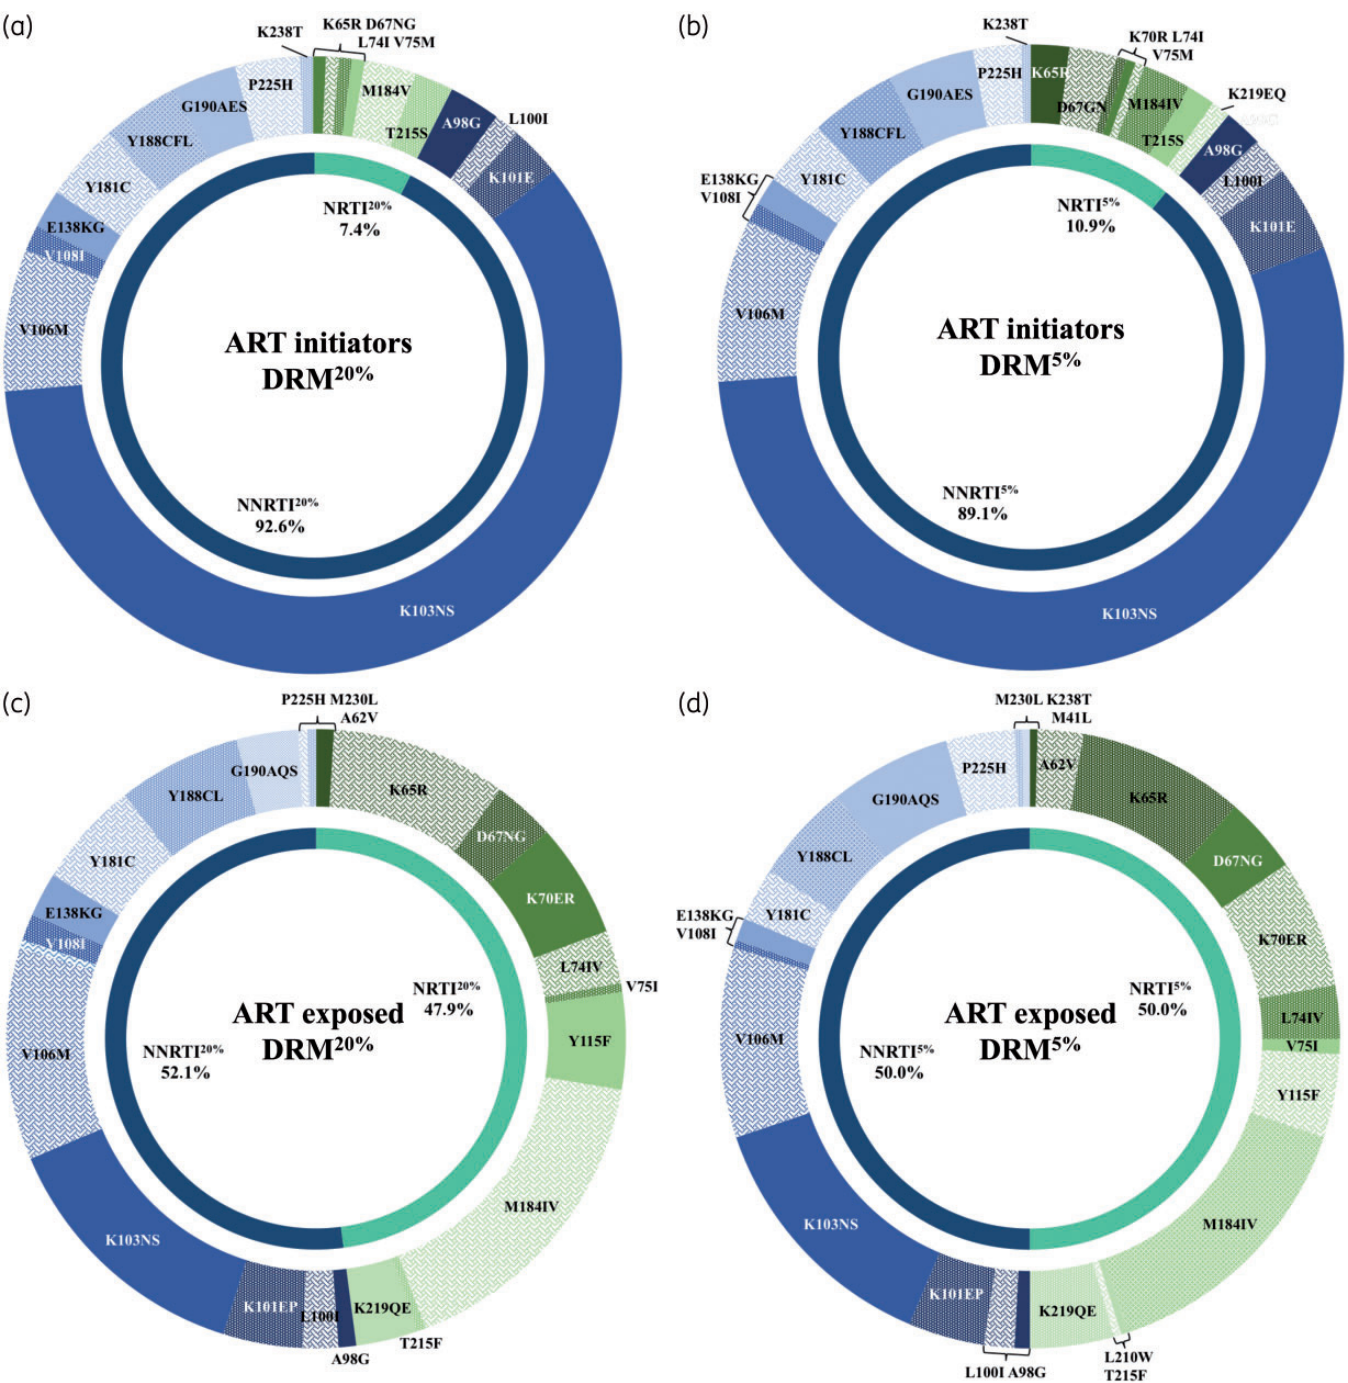 (a)
K238T
K65R D67NG
L74I V75M
P225H
M184V
G190AES
T215S
A98G
L100I
Y188CFL
K101E
Y181C
E138KG
V108I
V106M
NRTI20%
7.4%
ART initiators
DRM20%
NNRTI20%
92.6%
K103NS
(b)
K238T
K70R L74I
V75M
P225H
K65R
D67GN
M184IV
K219EQ
G190AES
T215S
A98G
Y188CFL
L100I
Y181C
E138KG
V108I
K101E
NRTI5%
10.9%
V106M
ART initiators
DRM5%
NNRTI5%
89.1%
K103NS
(c)
P225H M230L
A62V
G190AQS
K65R
Y188CL
D67NG
Y181C
K70ER
E138KG
V108I
L74IV
V75I
NRTI20%
47.9%
ART exposed
DRM20%
Y115F
V106M
NNRTI20%
52.1%
M184IV
K103NS
K101EP
L100I
K219QE
T215F
A98G
(d)
M230L K238T
M41L
P225H
A62V
G190AQS
K65R
Y188CL
D67NG
Y181C
E138KG
V108I
K70ER
NRTI5%
50.0%
L74IV
V75I
ART exposed
DRM5%
V106M
NNRTI5%
50.0%
Y115F
K103NS
M184IV
K101EP
K219QE
L100I A98G
L210W
T215F